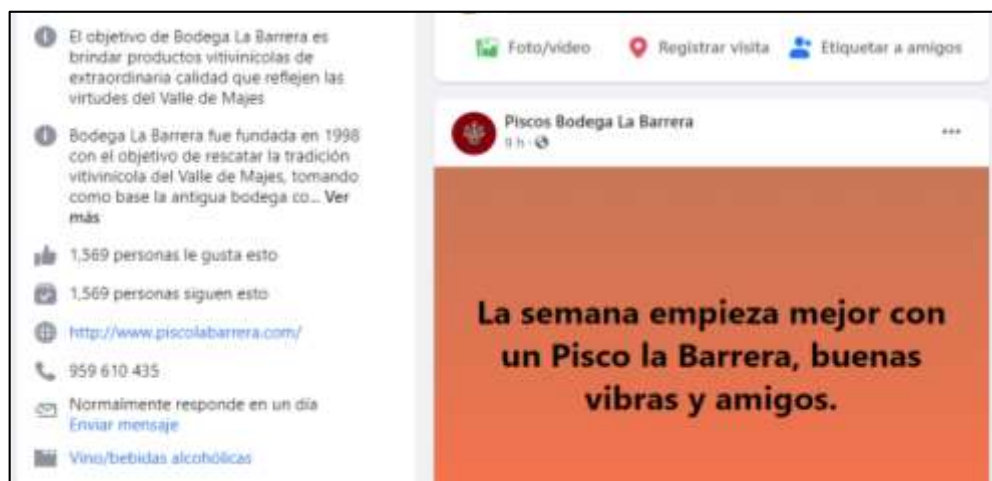 El objetivo de Bodega La Barrera es
brindar productos vitivinícolas de
extraordinaria calidad que reflejen las
virtudes del Valle de Majes
Bodega La Barrera fue fundada en 1998
con el objetivo de rescatar la tradición
vitivinícola del Valle de Majes, tomando
como base la antigua bodega co... Ver
más
1,569 personas le gusta esto
1,569 personas siguen esto
http://www.piscolabarrera.com/
959 610 435
Normalmente responde en un día
Enviar mensaje
Vino/bebidas alcohólicas
Foto/video
Registrar visita
Etiquetar a amigos
Piscos Bodega La Barrera
9 h ·
La semana empieza mejor con
un Pisco la Barrera, buenas
vibras y amigos.